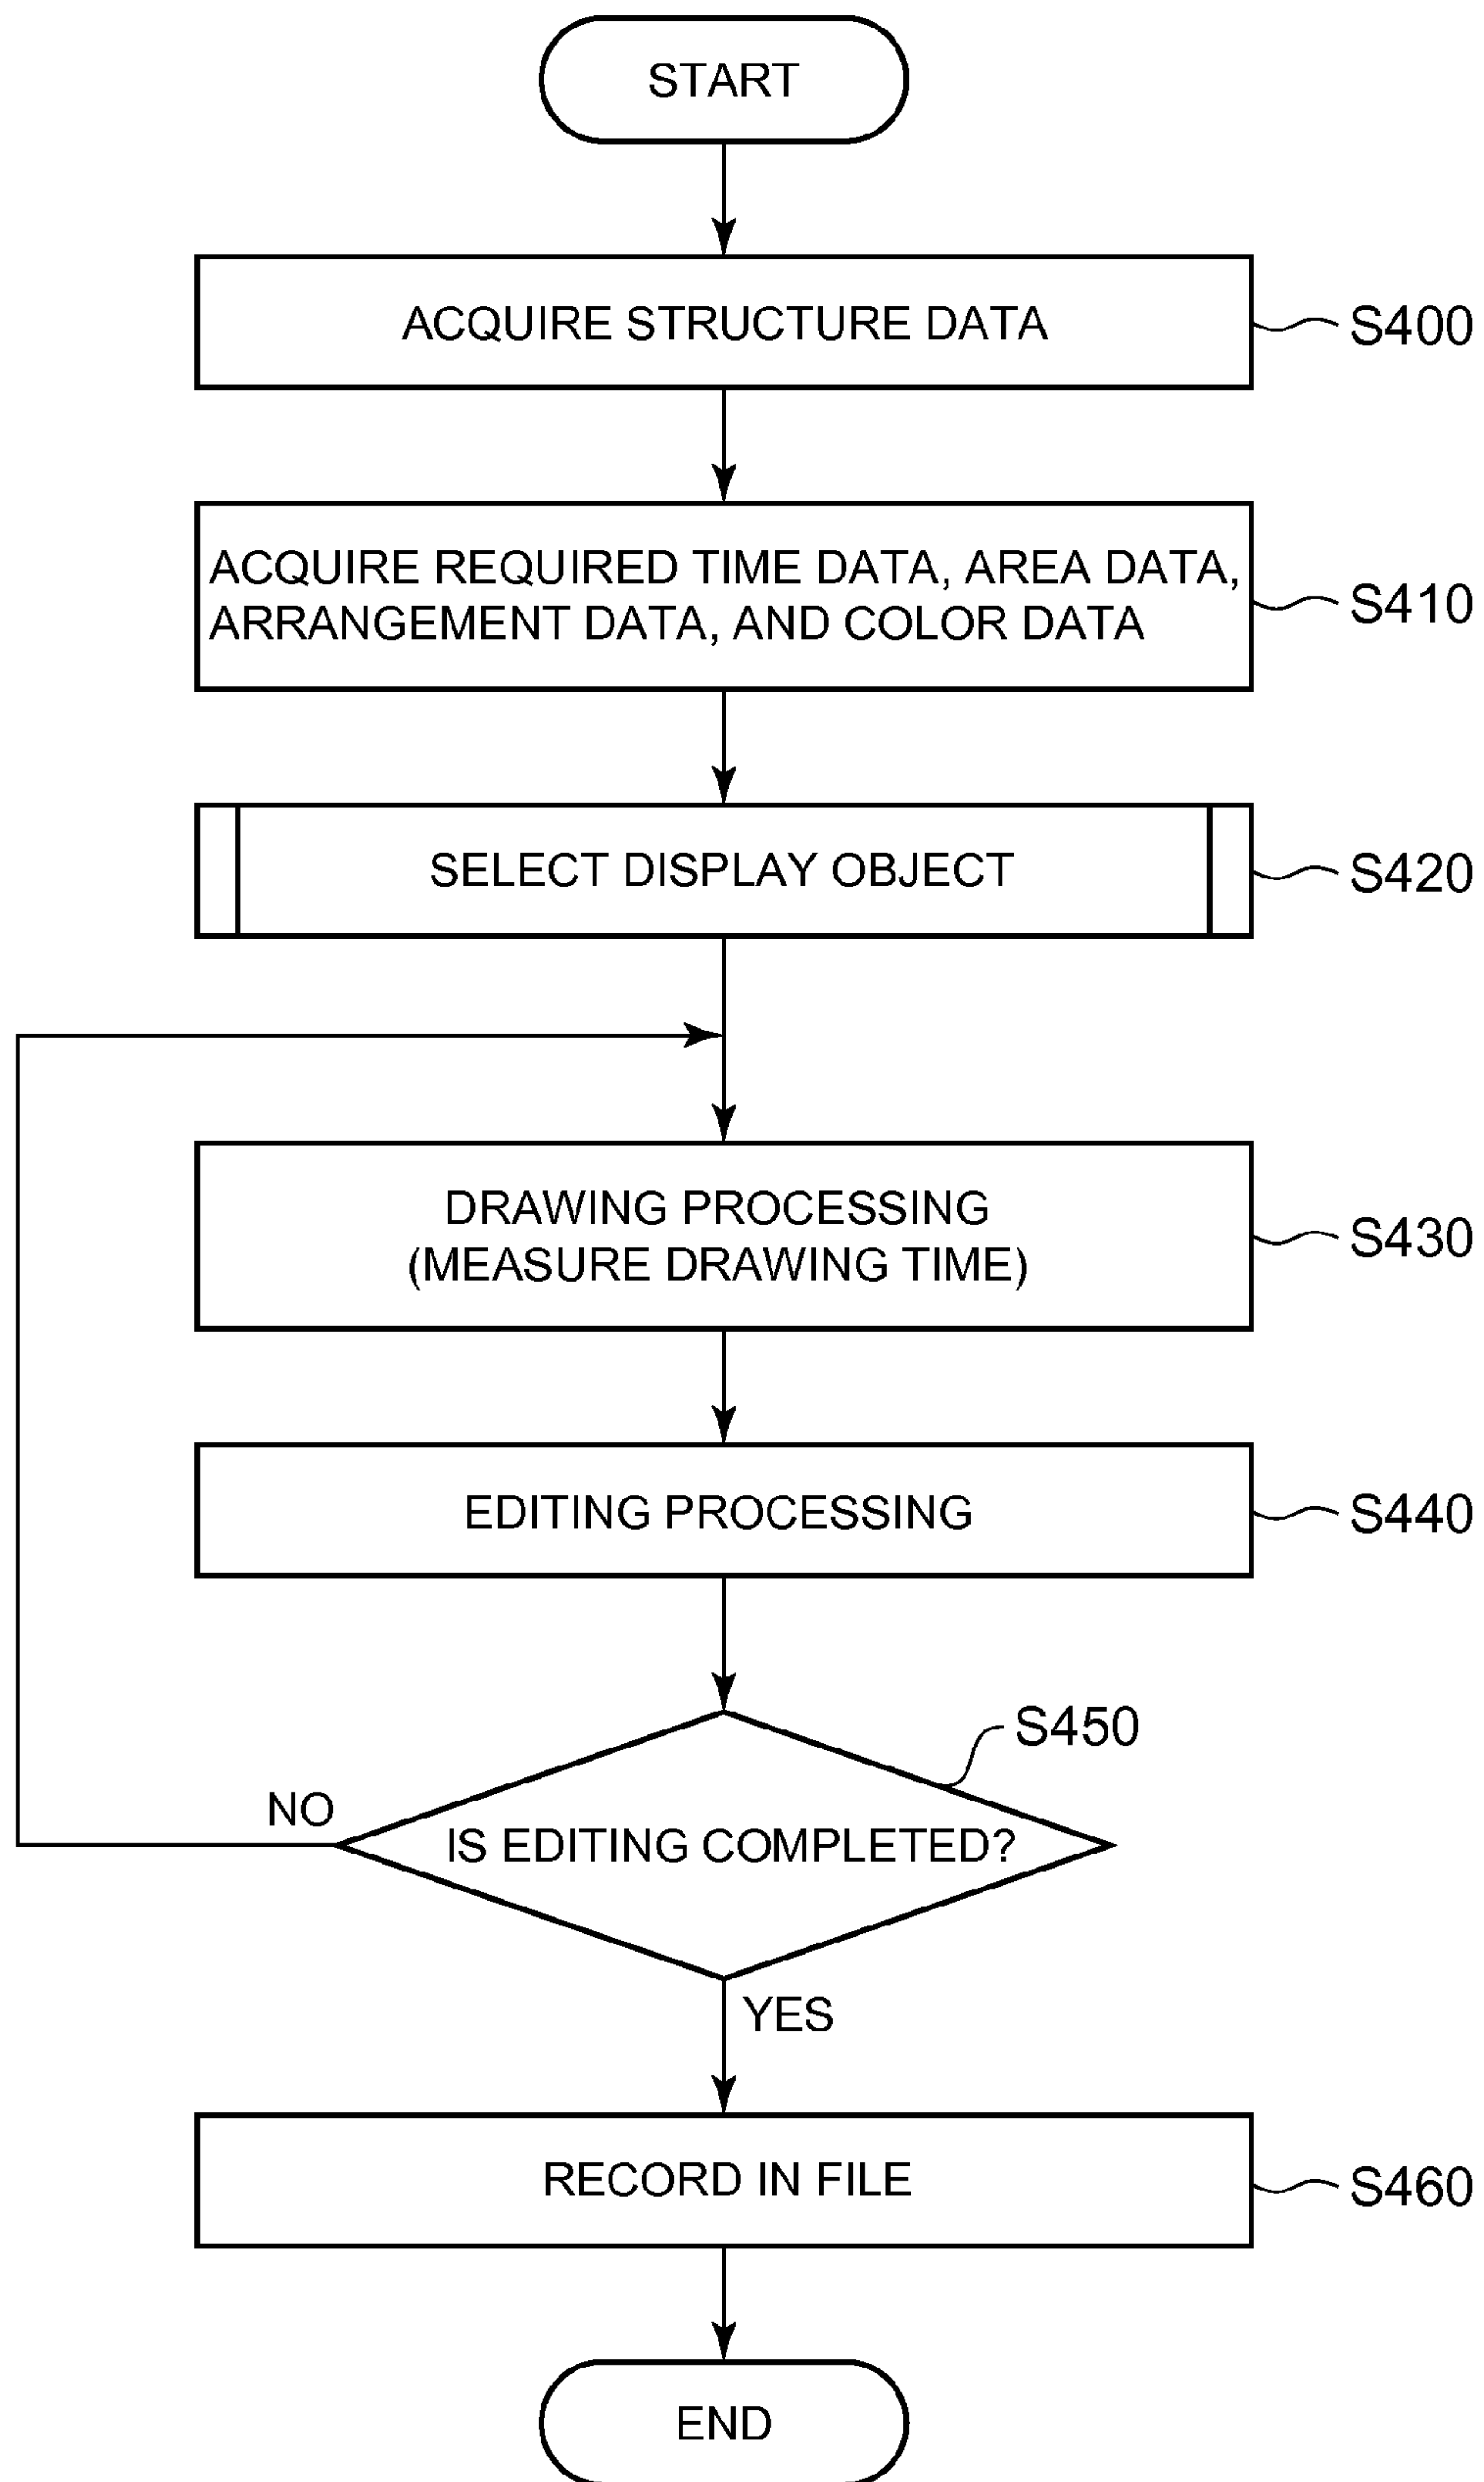 START
ACQUIRE STRUCTURE DATA
S400
ACQUIRE REQUIRED TIME DATA, AREA DATA,
ARRANGEMENT DATA, AND COLOR DATA
S410
SELECT DISPLAY OBJECT
S420
DRAWING PROCESSING
(MEASURE DRAWING TIME)
S430
EDITING PROCESSING
S440
S450
NO
IS EDITING COMPLETED?
YES
RECORD IN FILE
S460
END